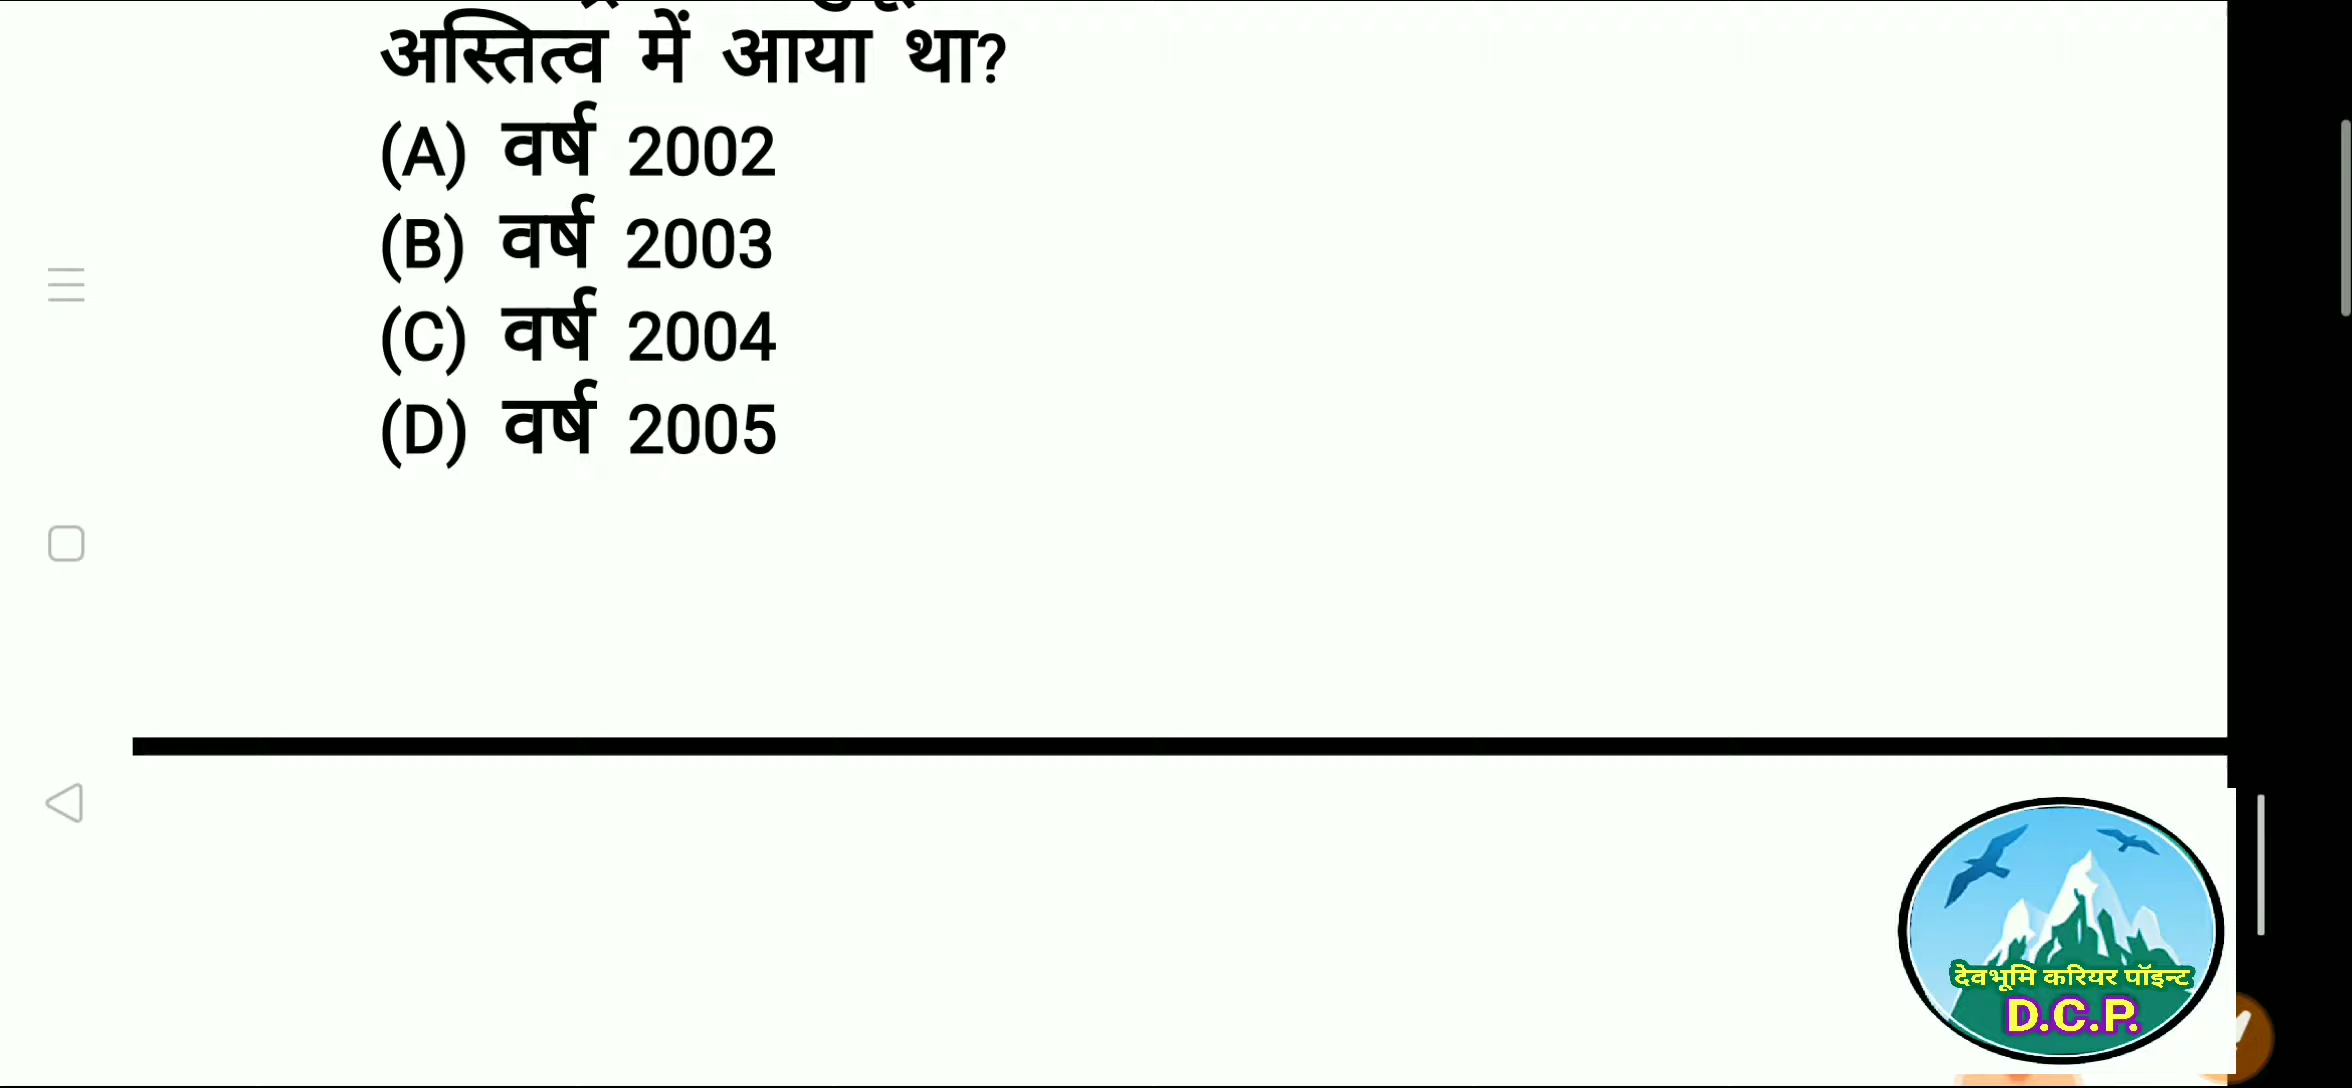 अस्तित्व में आया था?
(A) वर्ष 2002
(B) वर्ष 2003
(C) वर्ष 2004
(D) वर्ष 2005
देवभूमि करियर पॉइन्ट
D.C.P.